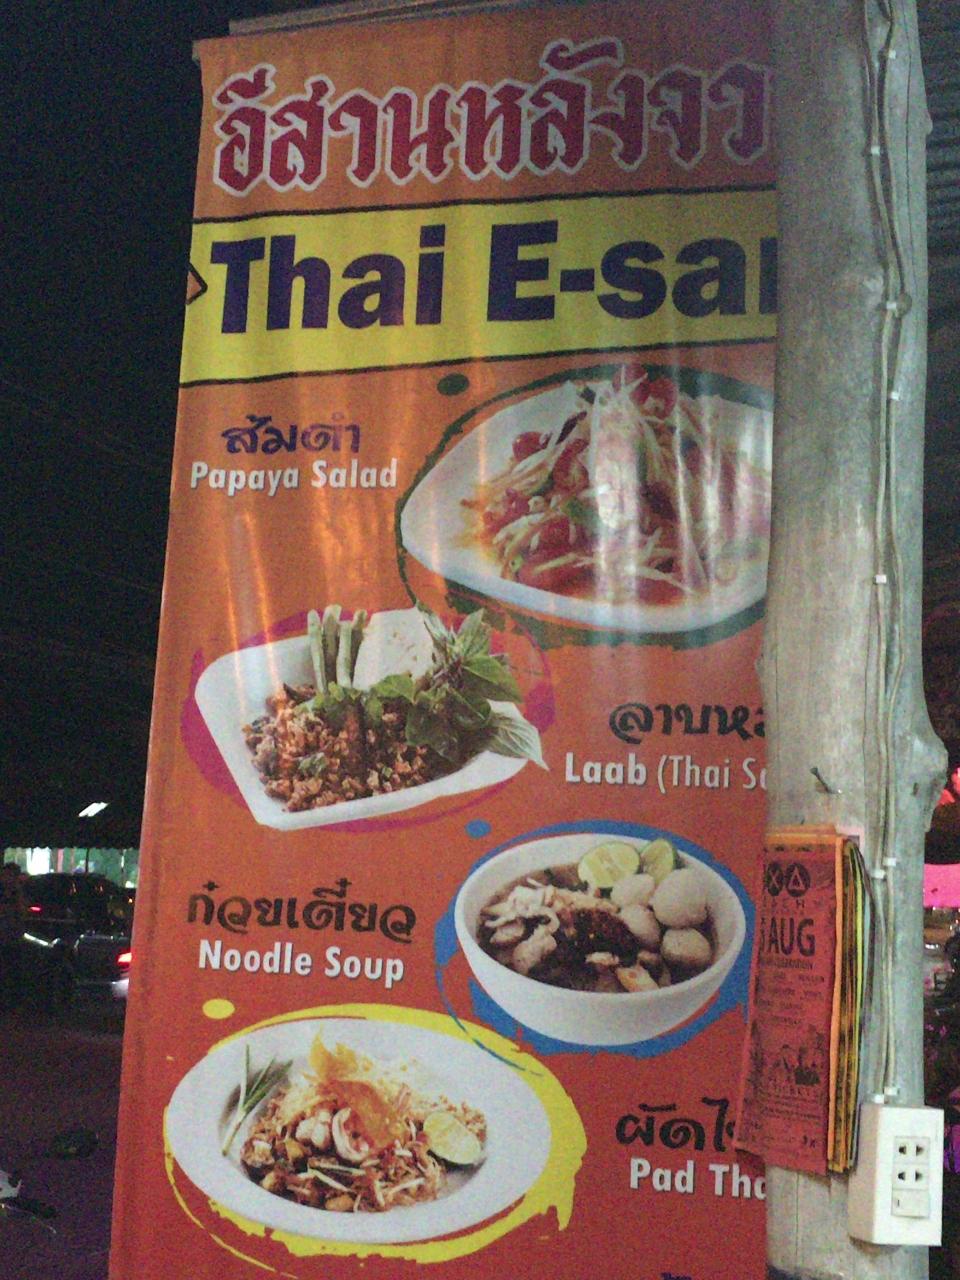 อีสานหลังจว
Thai E-sa
ส้มตำ
Papaya Salad
ลาบห
Laab (Thai S
ก๋วยเตี๋ยว
Noodle Soup
AUG
ผัดไ
Pad Tha